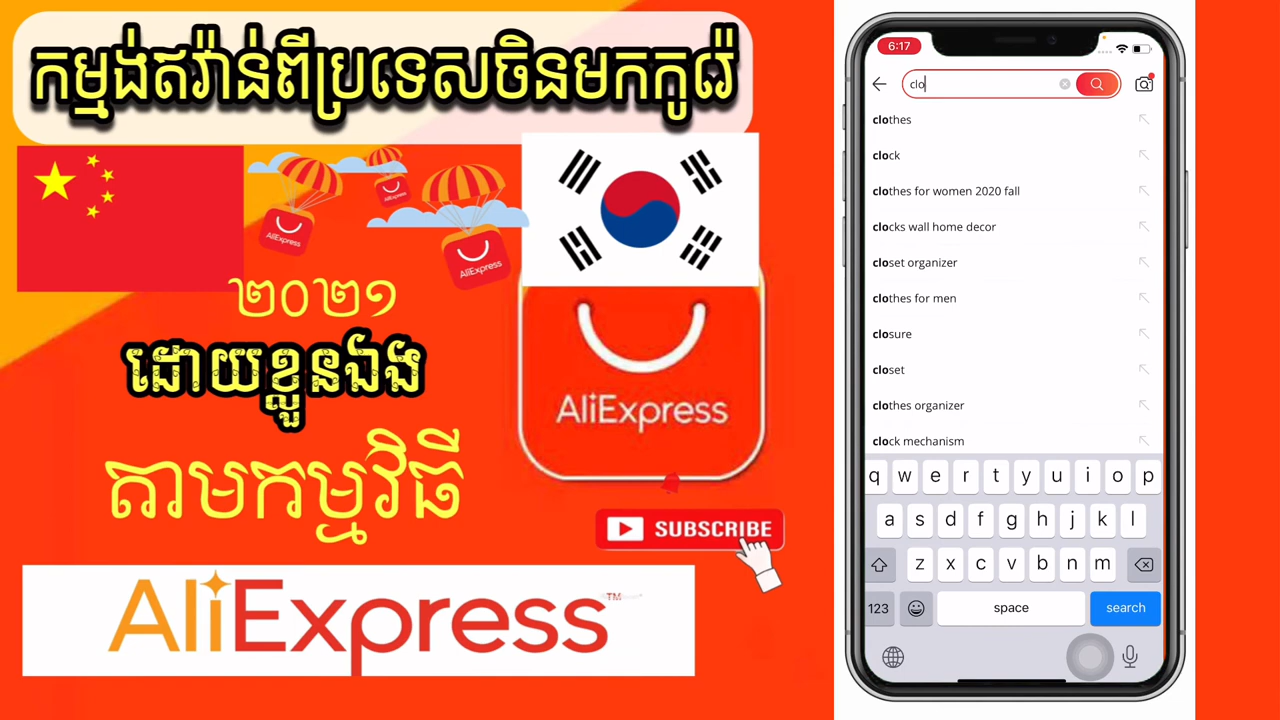 កម្មង់ឥវ៉ាន់ពីប្រទេសចិនមកកូរ៉េ
AliExpress
AliExpress
AliExpress
២០២១
ដោយខ្លួនឯង
តាមកម្មវិធី
AliExpress
SUBSCRIBE
AliExpress™
6:17
clo
clothes
clock
clothes for women 2020 fall
clocks wall home decor
closet organizer
clothes for men
closure
closet
clothes organizer
clock mechanism
q w e r t y u i o p
a s d f g h j k l
z x c v b n m
123 space search